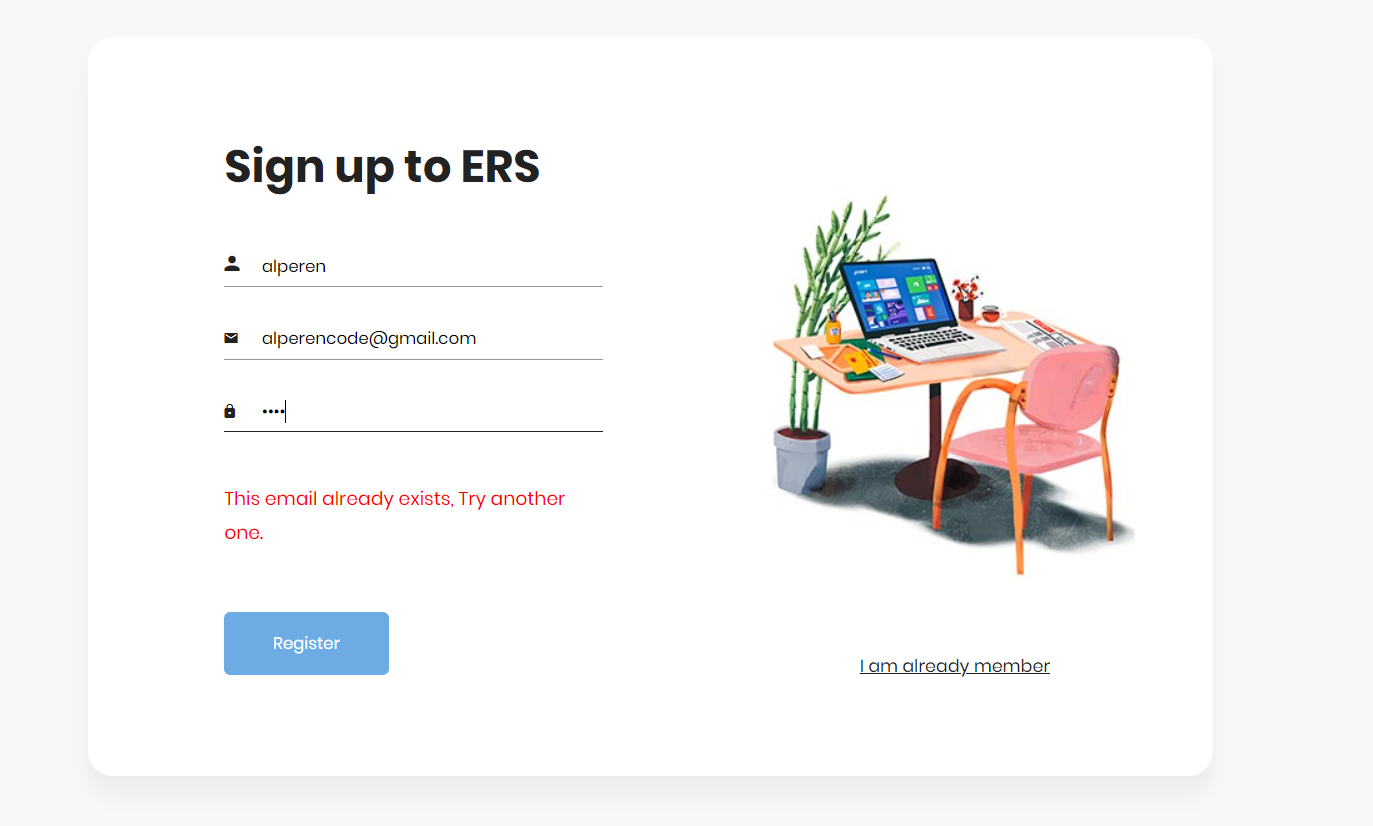 Sign up to ERS
alperen
alperencode@gmail.com
••••
This email already exists, Try another
one.
Register
I am already member